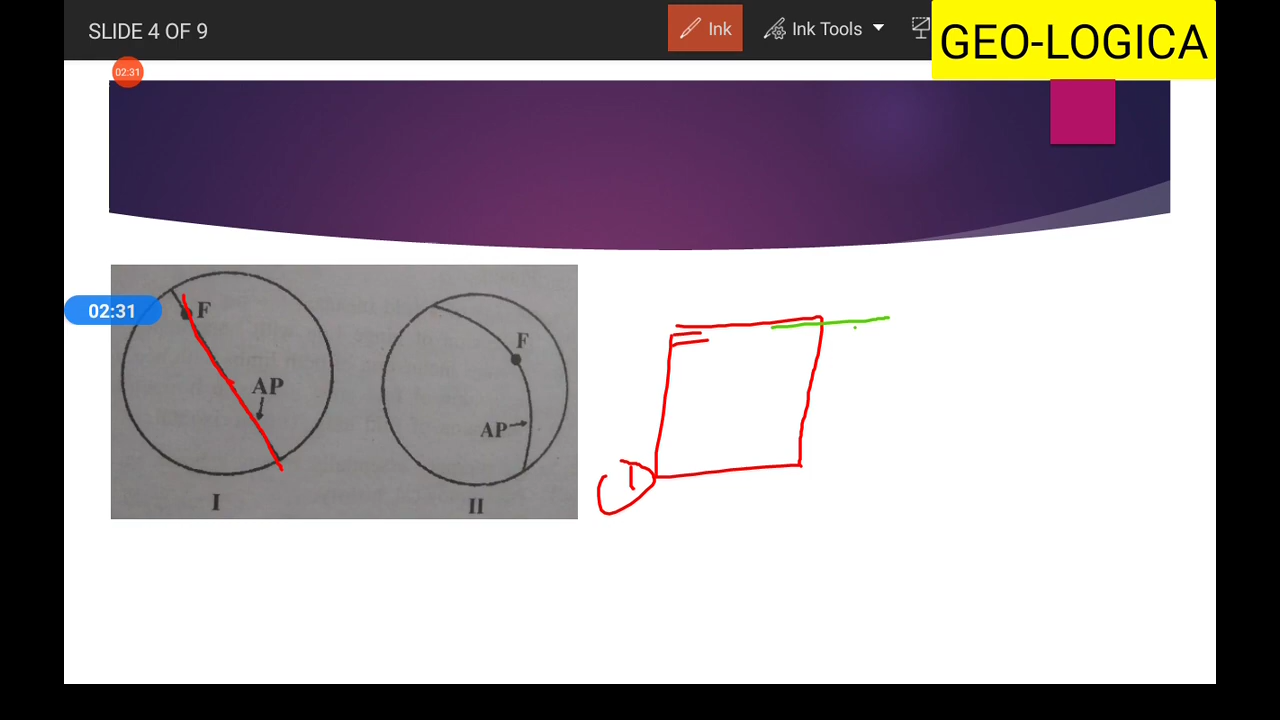 SLIDE 4 OF 9
Ink
Ink Tools
GEO-LOGICA
02:31
02:31
F
AP
I
F
AP
II